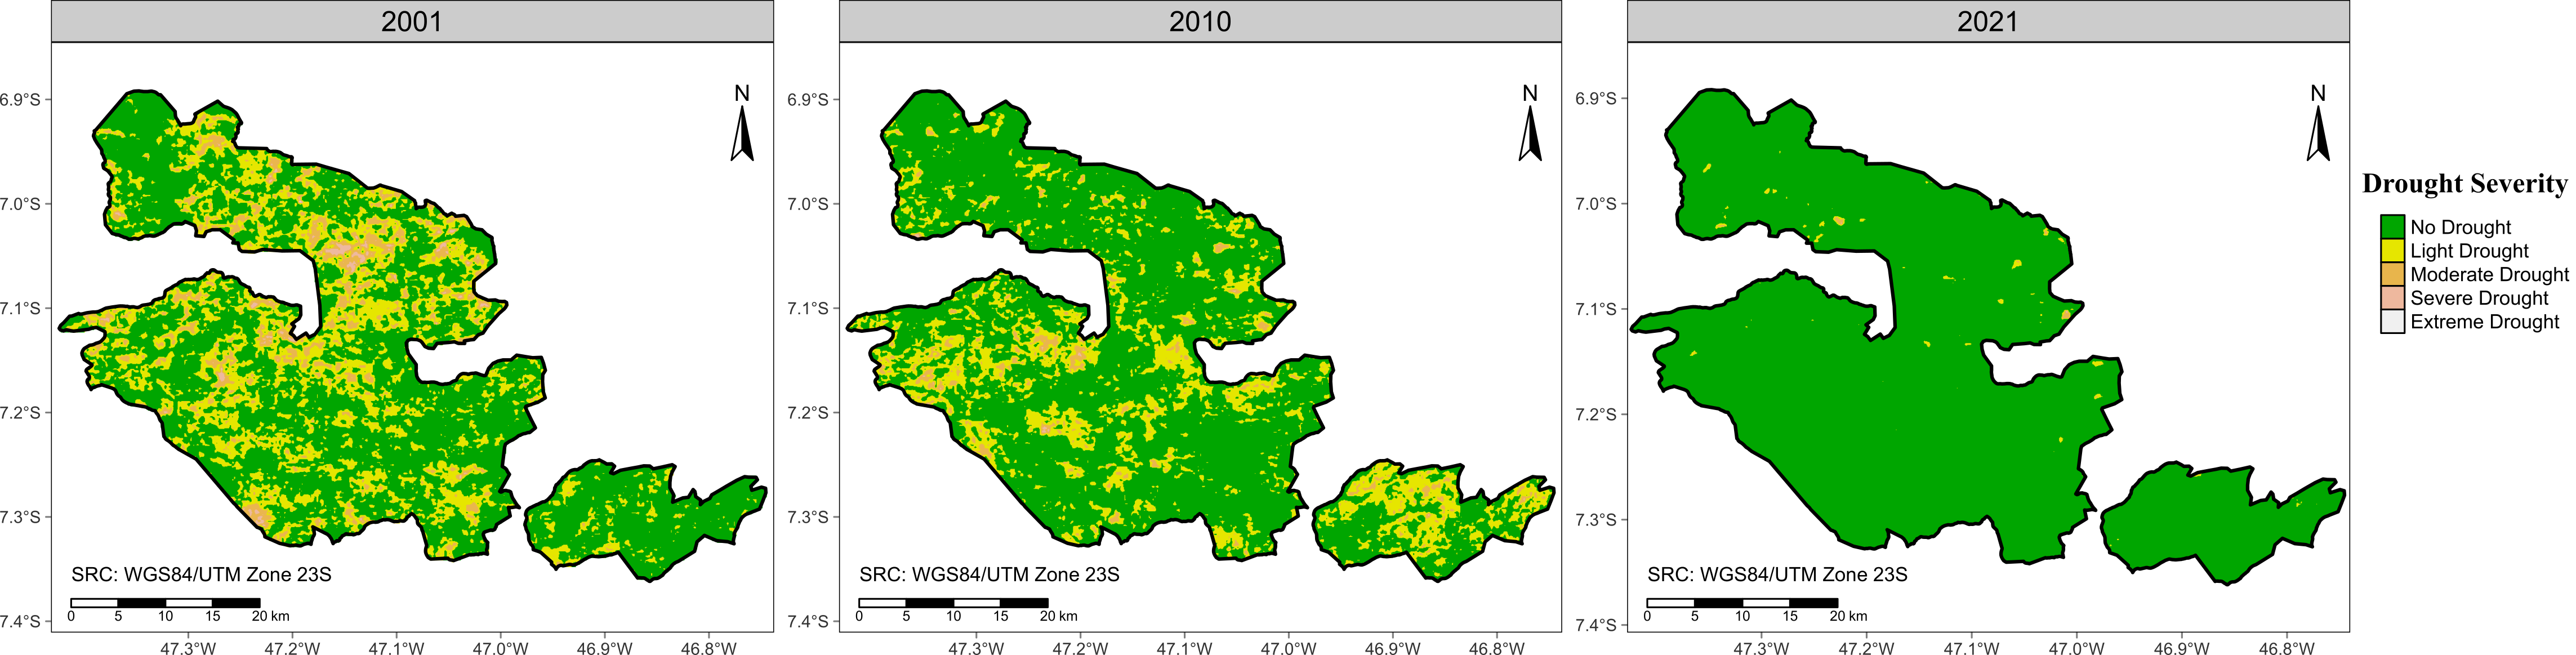 2001
N
6.9°S
7.0°S
7.1°S
7.2°S
7.3°S
7.4°S
SRC: WGS84/UTM Zone 23S
0 5 10 15 20 km
47.3°W 47.2°W 47.1°W 47.0°W 46.9°W 46.8°W
2010
N
6.9°S
7.0°S
7.1°S
7.2°S
7.3°S
7.4°S
SRC: WGS84/UTM Zone 23S
0 5 10 15 20 km
47.3°W 47.2°W 47.1°W 47.0°W 46.9°W 46.8°W
2021
N
6.9°S
7.0°S
7.1°S
7.2°S
7.3°S
7.4°S
SRC: WGS84/UTM Zone 23S
0 5 10 15 20 km
47.3°W 47.2°W 47.1°W 47.0°W 46.9°W 46.8°W
Drought Severity
No Drought
Light Drought
Moderate Drought
Severe Drought
Extreme Drought